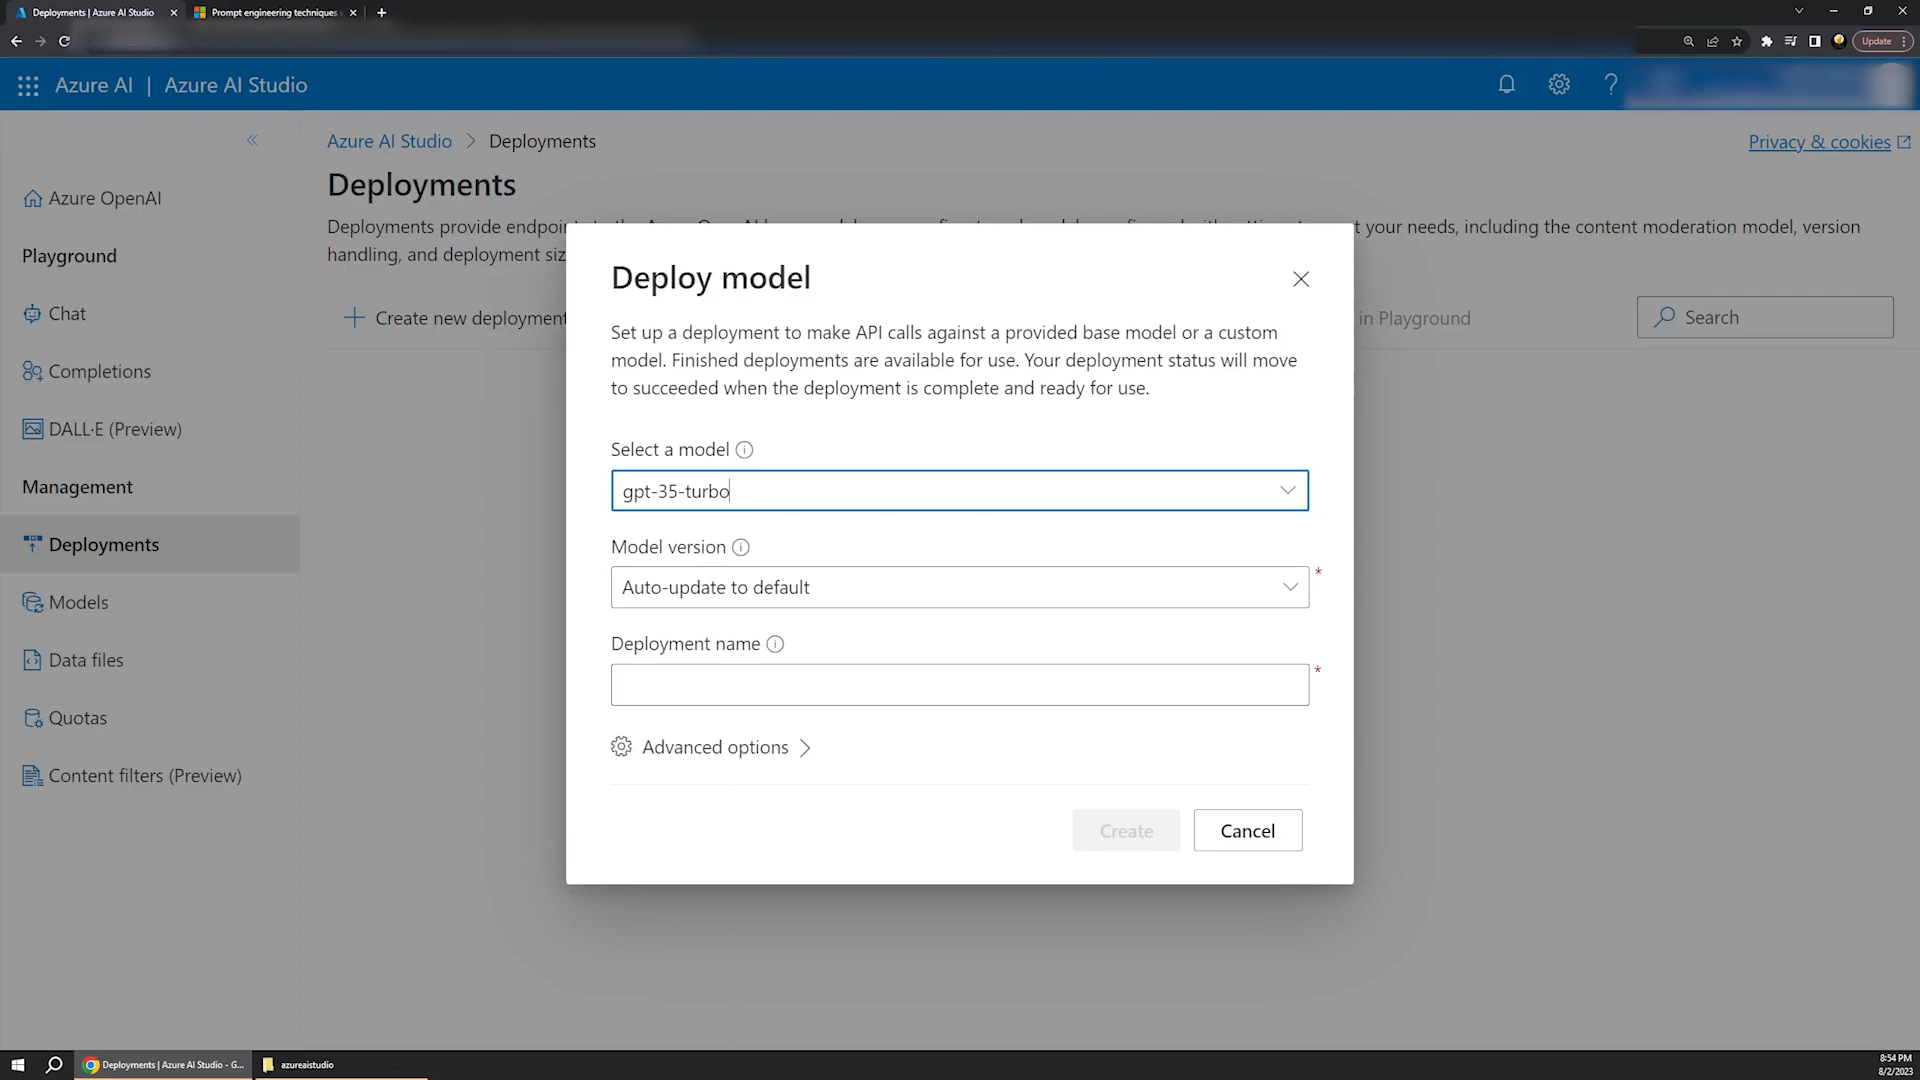 Deployments | Azure AI Studio
Prompt engineering techniques
Update
Azure AI | Azure AI Studio
Azure AI Studio > Deployments
Privacy & cookies
Deployments
Deployments provide endpoin
t your needs, including the content moderation model, version
handling, and deployment siz
Create new deployment
in Playground
Search
Azure OpenAI
Playground
Chat
Completions
DALL·E (Preview)
Management
Deployments
Models
Data files
Quotas
Content filters (Preview)
Deploy model
Set up a deployment to make API calls against a provided base model or a custom
model. Finished deployments are available for use. Your deployment status will move
to succeeded when the deployment is complete and ready for use.
Select a model
gpt-35-turbo
Model version
Auto-update to default
*
Deployment name
*
Advanced options
Create
Cancel
Deployments | Azure AI Studio - G...
azureaistudio
8:54 PM
8/2/2023